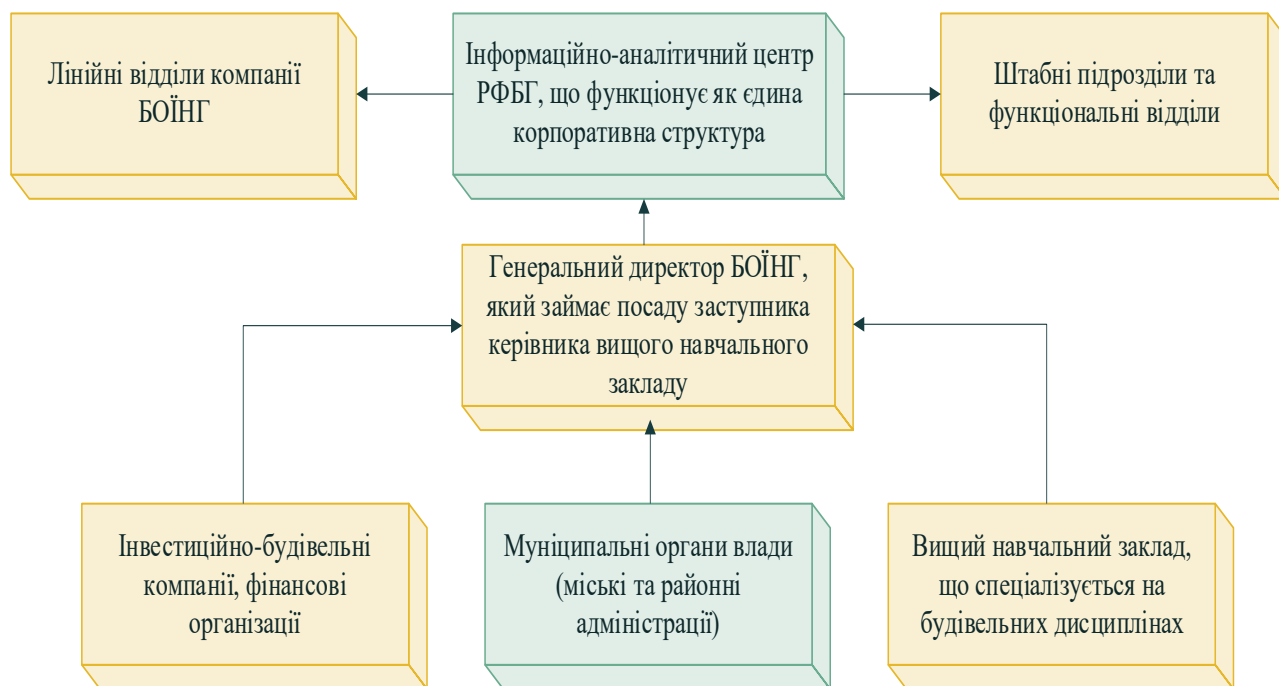 Лінійні відділи компанії
БОЇНГ
Інформаційно-аналітичний центр
РФБГ, що функціонує як єдина
корпоративна структура
Штабні підрозділи та
функціональні відділи
Генеральний директор БОЇНГ,
який займає посаду заступника
керівника вищого навчального
закладу
Інвестиційно-будівельні
компанії, фінансові
організації
Муніципальні органи влади
(міські та районні
адміністрації)
Вищий навчальний заклад,
що спеціалізується на
будівельних дисциплінах